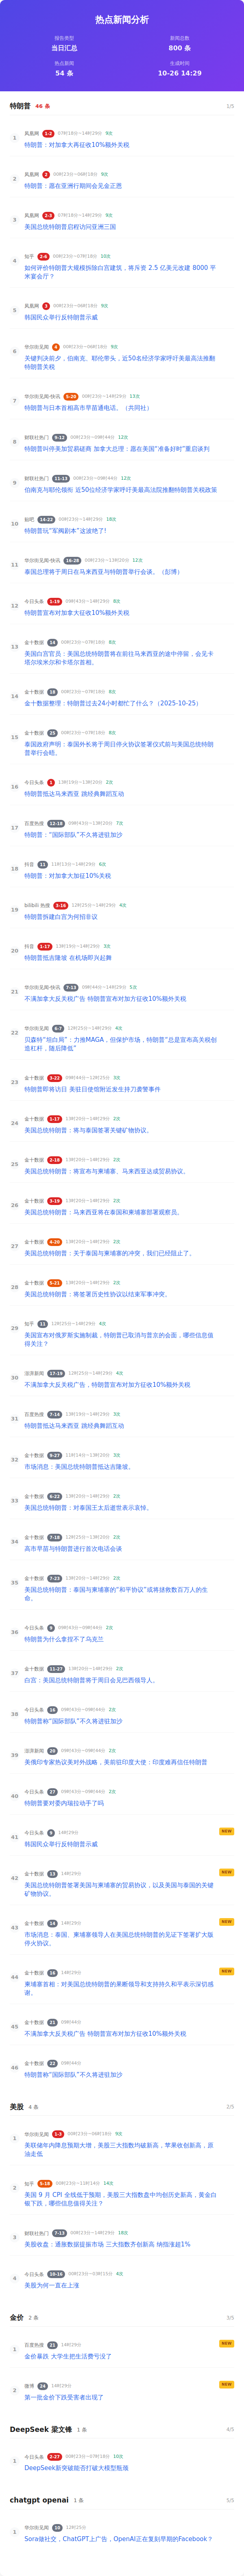 热点新闻分析
报告类型
新闻总数
当日汇总
800 条
热点新闻
生成时间
54 条
10-26 14:29
特朗普 46 条 1/5
1
凤凰网 1-2 07时18分~14时29分 9次
特朗普：对加拿大再征收10%额外关税
2
凤凰网 2 00时23分~06时18分 9次
特朗普：愿在亚洲行期间会见金正恩
3
凤凰网 2-3 07时18分~14时29分 9次
美国总统特朗普启程访亚洲三国
4
知乎 2-6 00时23分~07时18分 10次
如何评价特朗普大规模拆除白宫建筑，将斥资 2.5 亿美元改建 8000 平
米宴会厅？
5
凤凰网 3 00时23分~06时18分 9次
韩国民众举行反特朗普示威
6
华尔街见闻 4 00时23分~06时18分 9次
关键判决前夕，伯南克、耶伦带头，近50名经济学家呼吁美最高法推翻
特朗普关税
7
华尔街见闻-快讯 5-20 00时23分~14时29分 13次
特朗普与日本首相高市早苗通电话。（共同社）
8
财联社热门 9-12 00时23分~09时44分 12次
特朗普叫停美加贸易磋商 加拿大总理：愿在美国“准备好时”重启谈判
9
财联社热门 11-13 00时23分~09时44分 12次
伯南克与耶伦领衔 近50位经济学家呼吁美最高法院推翻特朗普关税政策
10
贴吧 14-22 00时23分~14时29分 18次
特朗普玩“军阀剧本”这波绝了!
11
华尔街见闻-快讯 16-28 00时23分~13时25分 12次
泰国总理将于周日在马来西亚与特朗普举行会谈。（彭博）
12
今日头条 1-19 09时43分~14时29分 8次
特朗普宣布对加拿大加征10%额外关税
13
金十数据 24 00时23分~07时18分 8次
美国白宫官员：美国总统特朗普将在前往马来西亚的途中停留，会见卡
塔尔埃米尔和卡塔尔首相。
14
金十数据 18 00时23分~07时18分 8次
金十数据整理：特朗普过去24小时都忙了什么？（2025-10-25）
15
金十数据 25 00时23分~07时18分 8次
泰国政府声明：泰国外长将于周日停火协议签署仪式前与美国总统特朗
普举行会晤。
16
今日头条 1 13时19分~13时20分 2次
特朗普抵达马来西亚 跳经典舞蹈互动
17
百度热搜 12-18 09时43分~13时20分 7次
特朗普：“国际部队”不久将进驻加沙
18
抖音 11 11时13分~14时29分 6次
特朗普：对加拿大加征10%关税
19
bilibili 热搜 3-16 12时25分~14时29分 4次
特朗普拆建白宫为何招非议
20
抖音 1-17 13时19分~14时29分 3次
特朗普抵吉隆坡 在机场即兴起舞
21
华尔街见闻-快讯 7-13 09时44分~14时29分 5次
不满加拿大反关税广告 特朗普宣布对加方征收10%额外关税
22
华尔街见闻 6-7 12时25分~14时29分 4次
贝森特“坦白局”：力推MAGA，但保护市场，特朗普“总是宣布高关税创
造杠杆，随后降低”
23
金十数据 3-22 09时44分~12时25分 3次
特朗普即将访日 美驻日使馆附近发生持刀袭警事件
24
金十数据 1-17 13时20分~14时29分 2次
美国总统特朗普：将与泰国签署关键矿物协议。
25
金十数据 2-18 13时20分~14时29分 2次
美国总统特朗普：将宣布与柬埔寨、马来西亚达成贸易协议。
26
金十数据 3-19 13时20分~14时29分 2次
美国总统特朗普：马来西亚将在泰国和柬埔寨部署观察员。
27
金十数据 4-20 13时20分~14时29分 2次
美国总统特朗普：关于泰国与柬埔寨的冲突，我们已经阻止了。
28
金十数据 5-21 13时20分~14时29分 2次
美国总统特朗普：将签署历史性协议以结束军事冲突。
29
知乎 11 12时25分~14时29分 4次
美国宣布对俄罗斯实施制裁，特朗普已取消与普京的会面，哪些信息值
得关注？
30
澎湃新闻 17-19 12时25分~14时29分 4次
不满加拿大反关税广告，特朗普宣布对加方征收10%额外关税
31
百度热搜 7-14 13时19分~14时29分 3次
特朗普抵达马来西亚 跳经典舞蹈互动
32
金十数据 9-27 11时14分~13时20分 3次
市场消息：美国总统特朗普抵达吉隆坡。
33
金十数据 6-22 13时20分~14时29分 2次
美国总统特朗普：对泰国王太后逝世表示哀悼。
34
金十数据 7-19 12时25分~13时20分 2次
高市早苗与特朗普进行首次电话会谈
35
金十数据 7-23 13时20分~14时29分 2次
美国总统特朗普：泰国与柬埔寨的“和平协议”或将拯救数百万人的生
命。
36
今日头条 9 09时43分~09时44分 2次
特朗普为什么拿捏不了乌克兰
37
金十数据 11-27 13时20分~14时29分 2次
白宫：美国总统特朗普将于周日会见巴西领导人。
38
今日头条 16 09时43分~09时44分 2次
特朗普称“国际部队”不久将进驻加沙
39
澎湃新闻 20 09时43分~09时44分 2次
美俄印专家热议美对外战略，美前驻印度大使：印度难再信任特朗普
40
今日头条 27 09时43分~09时44分 2次
特朗普要对委内瑞拉动手了吗
41
今日头条 9 14时29分 NEW
韩国民众举行反特朗普示威
42
金十数据 13 14时29分 NEW
美国总统特朗普签署美国与柬埔寨的贸易协议，以及美国与泰国的关键
矿物协议。
43
金十数据 14 14时29分 NEW
市场消息：泰国、柬埔寨领导人在美国总统特朗普的见证下签署扩大版
停火协议。
44
金十数据 16 14时29分 NEW
柬埔寨首相：对美国总统特朗普的果断领导和支持持久和平表示深切感
谢。
45
金十数据 21 09时44分
不满加拿大反关税广告 特朗普宣布对加方征收10%额外关税
46
金十数据 22 09时44分
特朗普称“国际部队”不久将进驻加沙
美股 4 条 2/5
1
华尔街见闻 1-3 00时23分~06时18分 9次
美联储年内降息预期大增，美股三大指数均破新高，苹果收创新高，原
油走低
2
知乎 5-18 00时23分~11时14分 14次
美国 9 月 CPI 全线低于预期，美股三大指数盘中均创历史新高，黄金白
银下跌，哪些信息值得关注？
3
财联社热门 7-13 00时23分~14时29分 18次
美股收盘：通胀数据提振市场 三大指数齐创新高 纳指涨超1%
4
今日头条 10-16 00时23分~03时15分 4次
美股为何一直在上涨
金价 2 条 3/5
1
百度热搜 21 14时29分 NEW
金价暴跌 大学生把生活费亏没了
2
微博 24 14时29分 NEW
第一批金价下跌受害者出现了
DeepSeek 梁文锋 1 条 4/5
1
今日头条 2-27 00时23分~07时18分 10次
DeepSeek新突破能否打破大模型瓶颈
chatgpt openai 1 条 5/5
1
华尔街见闻 10 12时25分
Sora做社交，ChatGPT上广告，OpenAI正在复刻早期的Facebook？